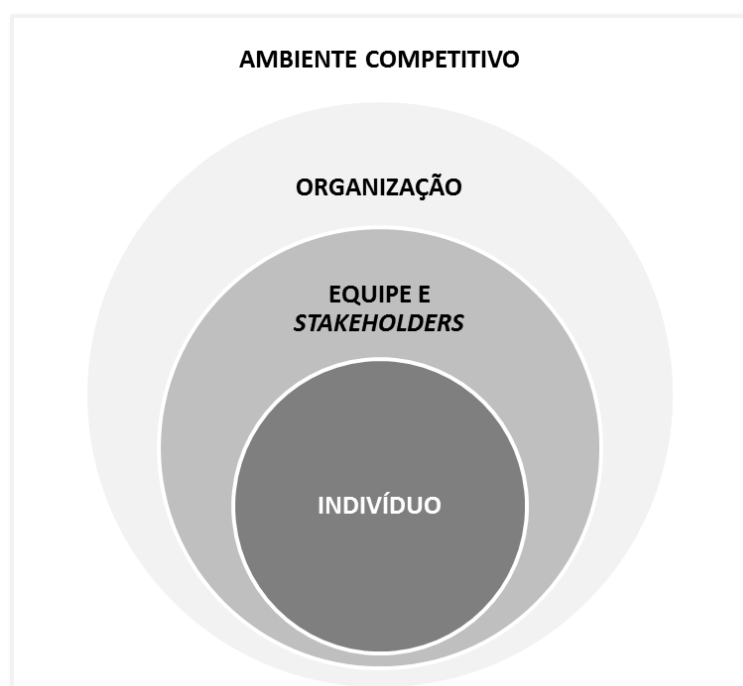 AMBIENTE COMPETITIVO
ORGANIZAÇÃO
EQUIPE E
STAKEHOLDERS
INDIVÍDUO